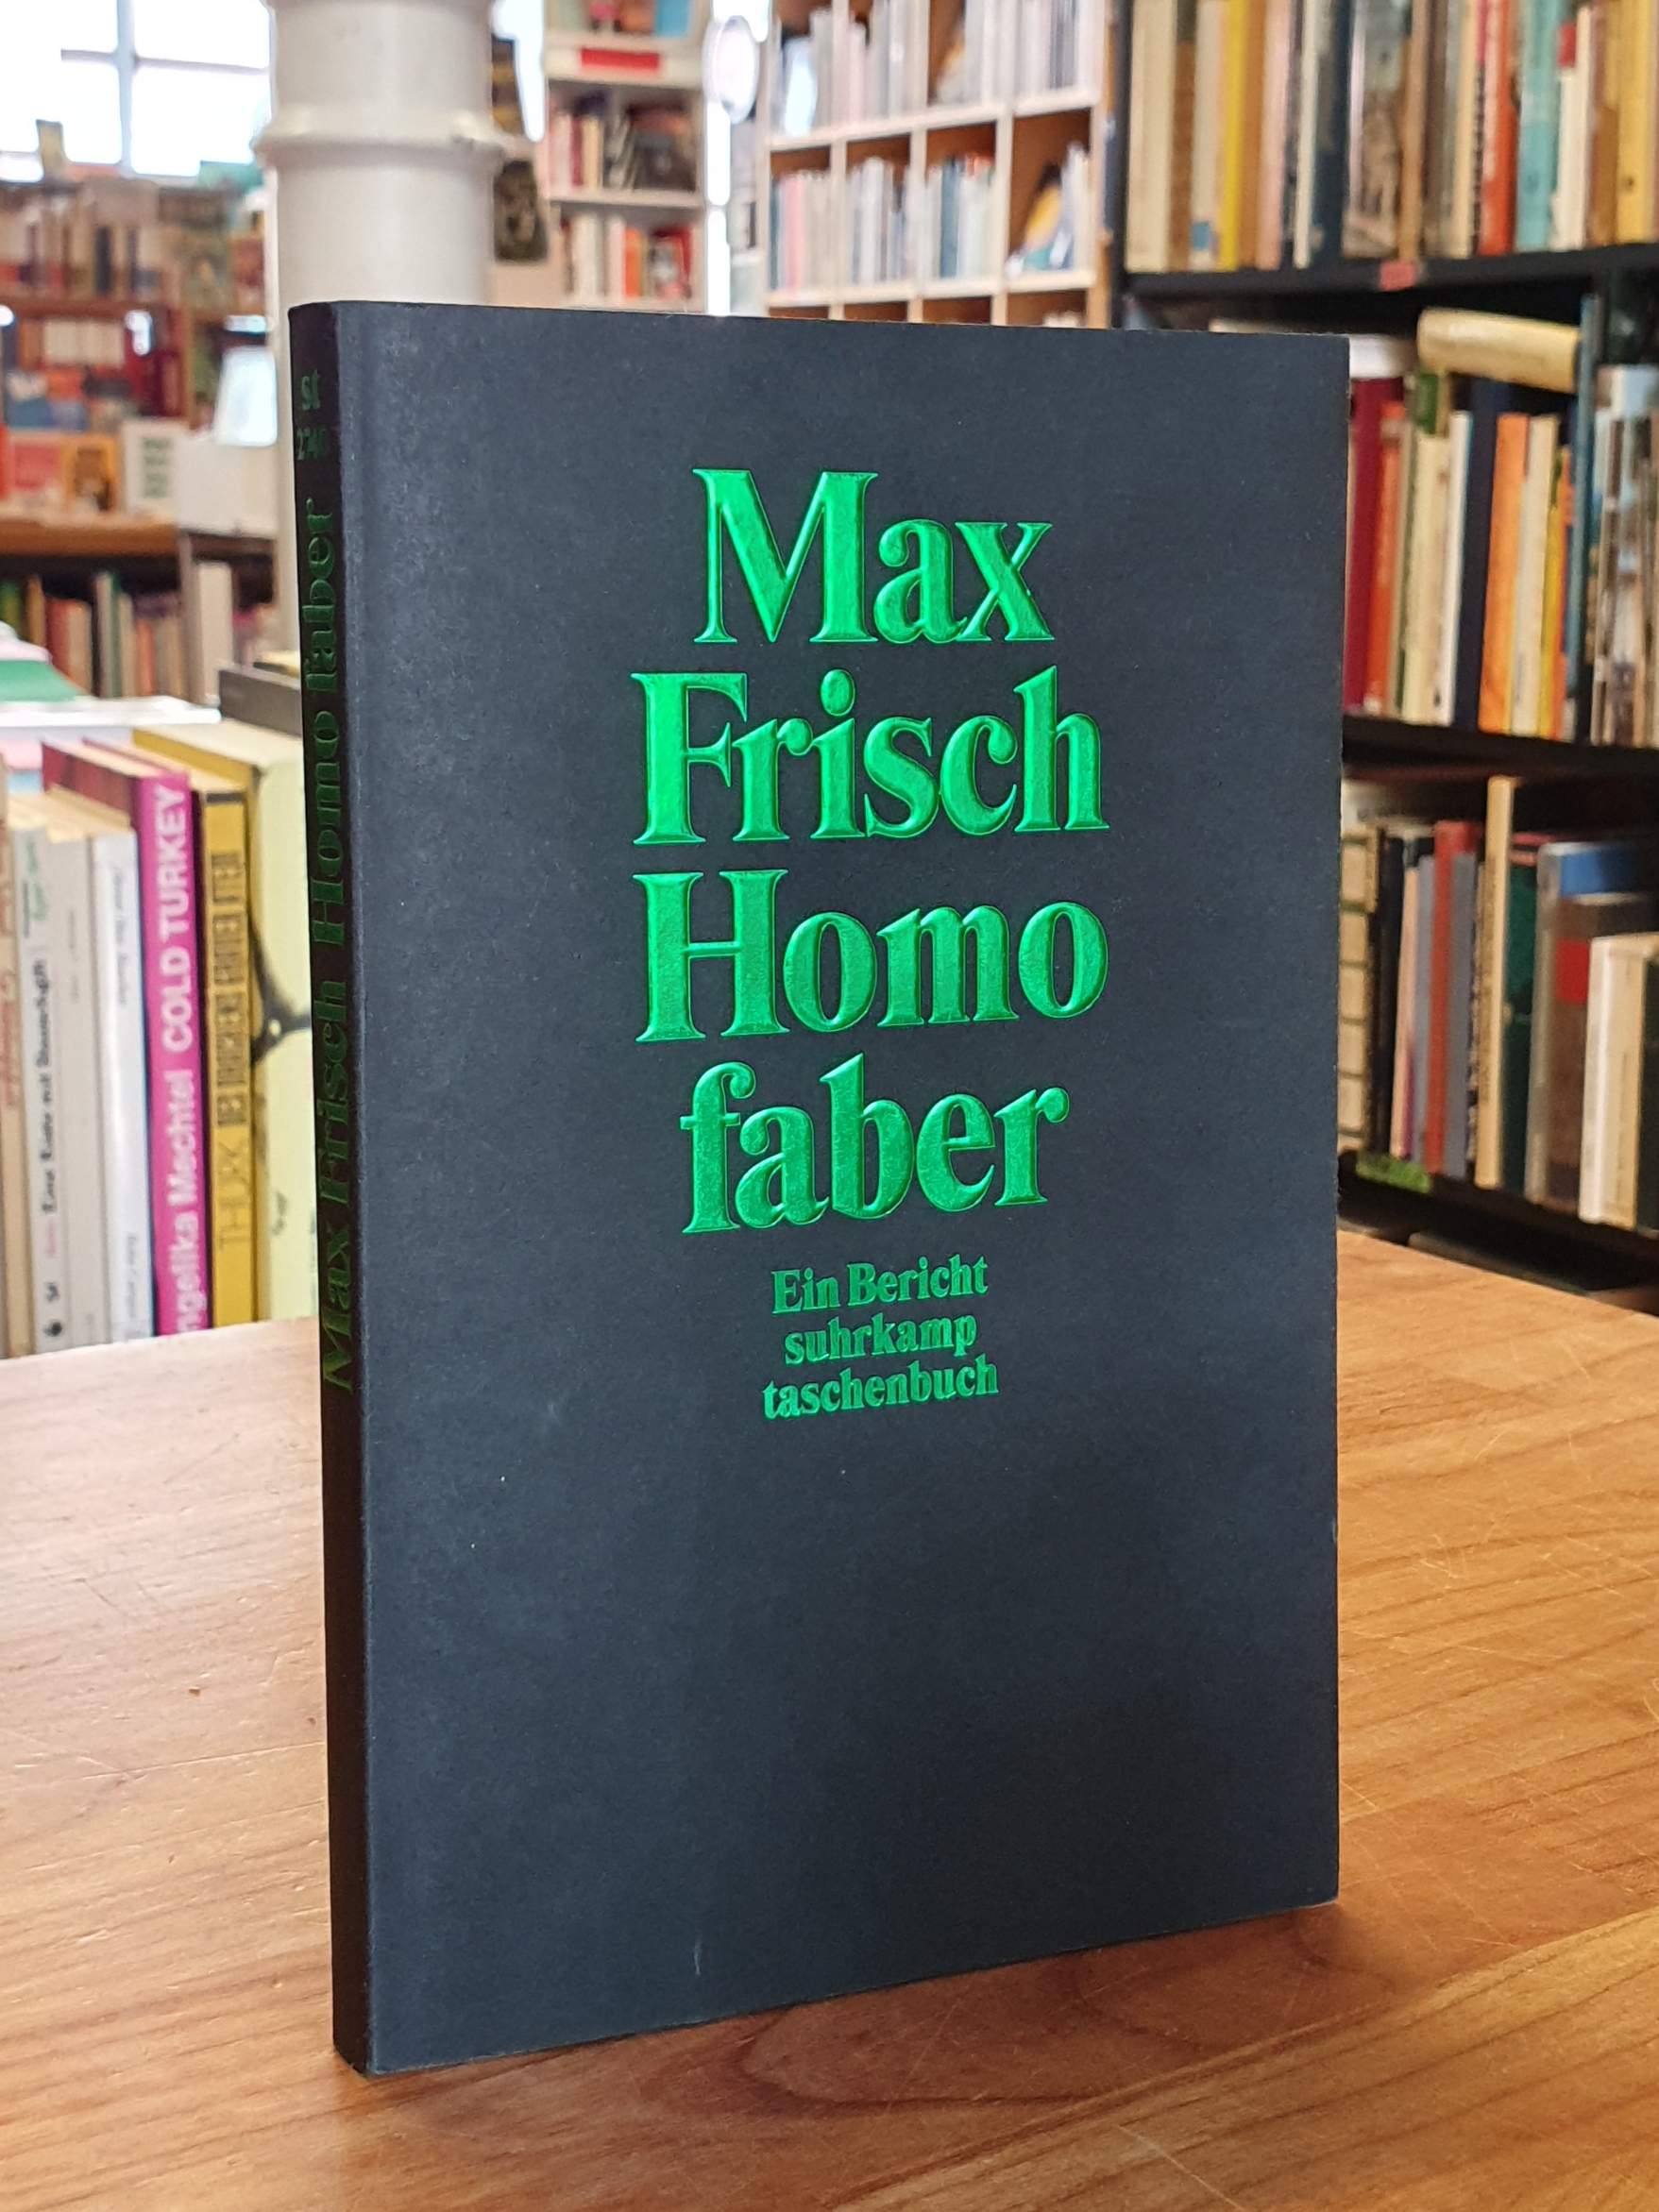 Max
Frisch
Homo
faber
Ein Bericht
suhrkamp
taschenbuch
st
Max Frisch Homo faber
Angelika Mechtel COLD TURKEY